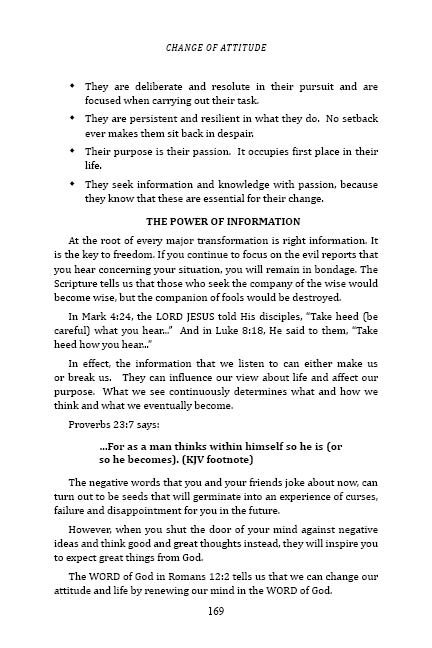 CHANGE OF ATTITUDE
◆ They are deliberate and resolute in their pursuit and are
focused when carrying out their task.
◆ They are persistent and resilient in what they do. No setback
ever makes them sit back in despair.
◆ Their purpose is their passion. It occupies first place in their
life.
◆ They seek information and knowledge with passion, because
they know that these are essential for their change.
THE POWER OF INFORMATION
At the root of every major transformation is right information. It
is the key to freedom. If you continue to focus on the evil reports that
you hear concerning your situation, you will remain in bondage. The
Scripture tells us that those who seek the company of the wise would
become wise, but the companion of fools would be destroyed.
In Mark 4:24, the LORD JESUS told His disciples, “Take heed (be
careful) what you hear...” And in Luke 8:18, He said to them, “Take
heed how you hear...”
In effect, the information that we listen to can either make us
or break us. They can influence our view about life and affect our
purpose. What we see continuously determines what and how we
think and what we eventually become.
Proverbs 23:7 says:
...For as a man thinks within himself so he is (or
so he becomes). (KJV footnote)
The negative words that you and your friends joke about now, can
turn out to be seeds that will germinate into an experience of curses,
failure and disappointment for you in the future.
However, when you shut the door of your mind against negative
ideas and think good and great thoughts instead, they will inspire you
to expect great things from God.
The WORD of God in Romans 12:2 tells us that we can change our
attitude and life by renewing our mind in the WORD of God.
169